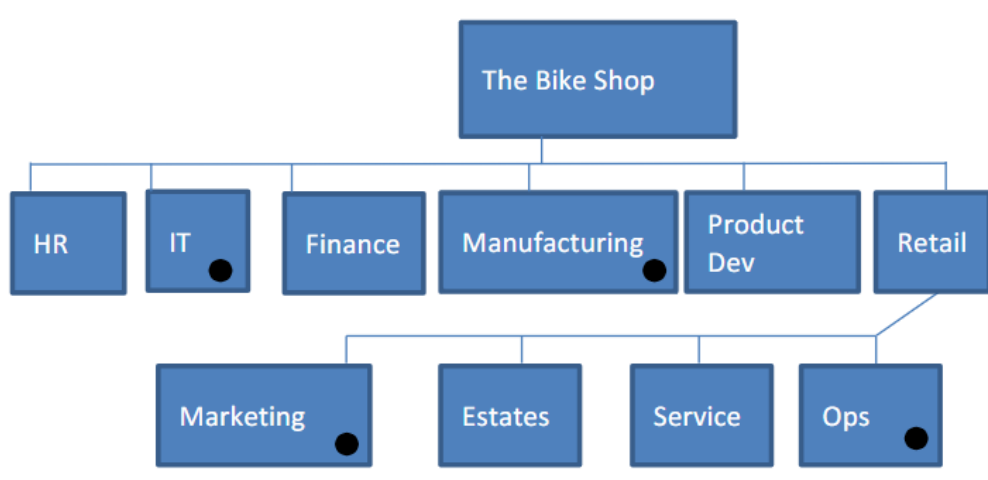 The Bike Shop
HR
IT
Finance
Manufacturing
Product
Dev
Retail
Marketing
Estates
Service
Ops